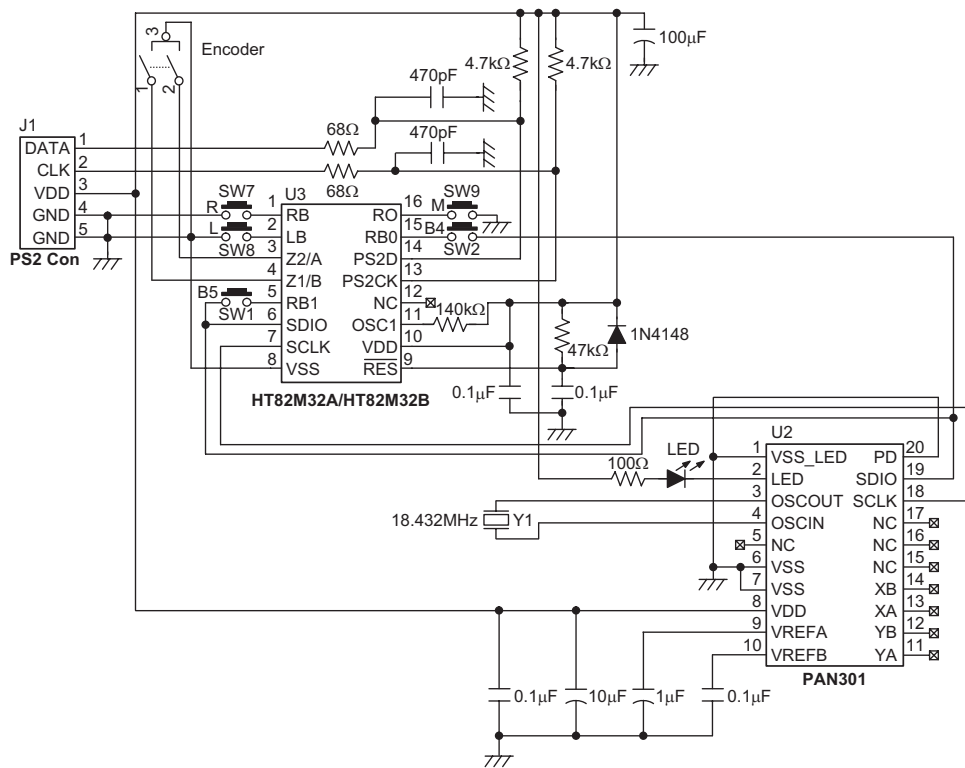 100μF
3
Encoder
4.7kΩ
4.7kΩ
1
2
470pF
J1
DATA
1
68Ω
470pF
CLK
2
VDD
3
68Ω
GND
4
GND
5
PS2 Con
U3
R
SW7
1
RB
RO
16
M
SW9
L
SW8
2
LB
RB0
15
B4
SW2
3
Z2/A
PS2D
14
4
Z1/B
PS2CK
13
B5
SW1
5
RB1
NC
12
6
SDIO
OSC1
11
140kΩ
7
SCLK
VDD
10
8
VSS
RES
9
47kΩ
1N4148
0.1μF
0.1μF
HT82M32A/HT82M32B
U2
1
VSS_LED
PD
20
100Ω
LED
2
LED
SDIO
19
3
OSCOUT
SCLK
18
18.432MHz
Y1
4
OSCIN
NC
17
5
NC
NC
16
6
VSS
NC
15
7
VSS
XB
14
8
VDD
XA
13
9
VREFA
YB
12
10
VREFB
YA
11
PAN301
0.1μF
10μF
1μF
0.1μF